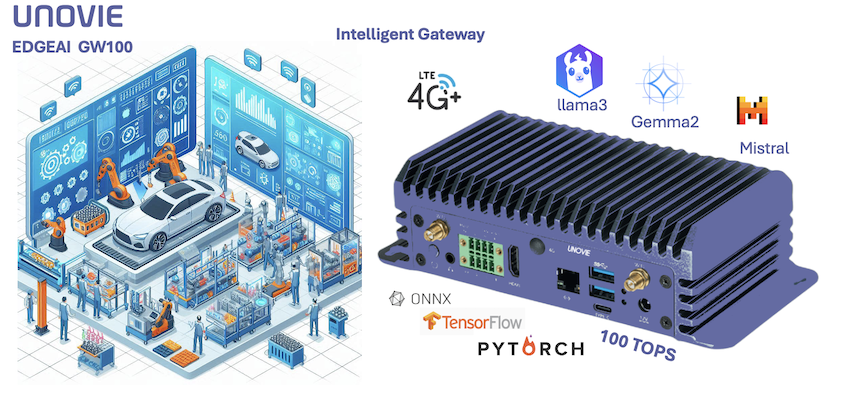 UNOVIE
EDGEAI GW100
Intelligent Gateway
LTE
4G+
llama3
Gemma2
Mistral
UNOVIE
ONNX
TensorFlow
PYTORCH
100 TOPS